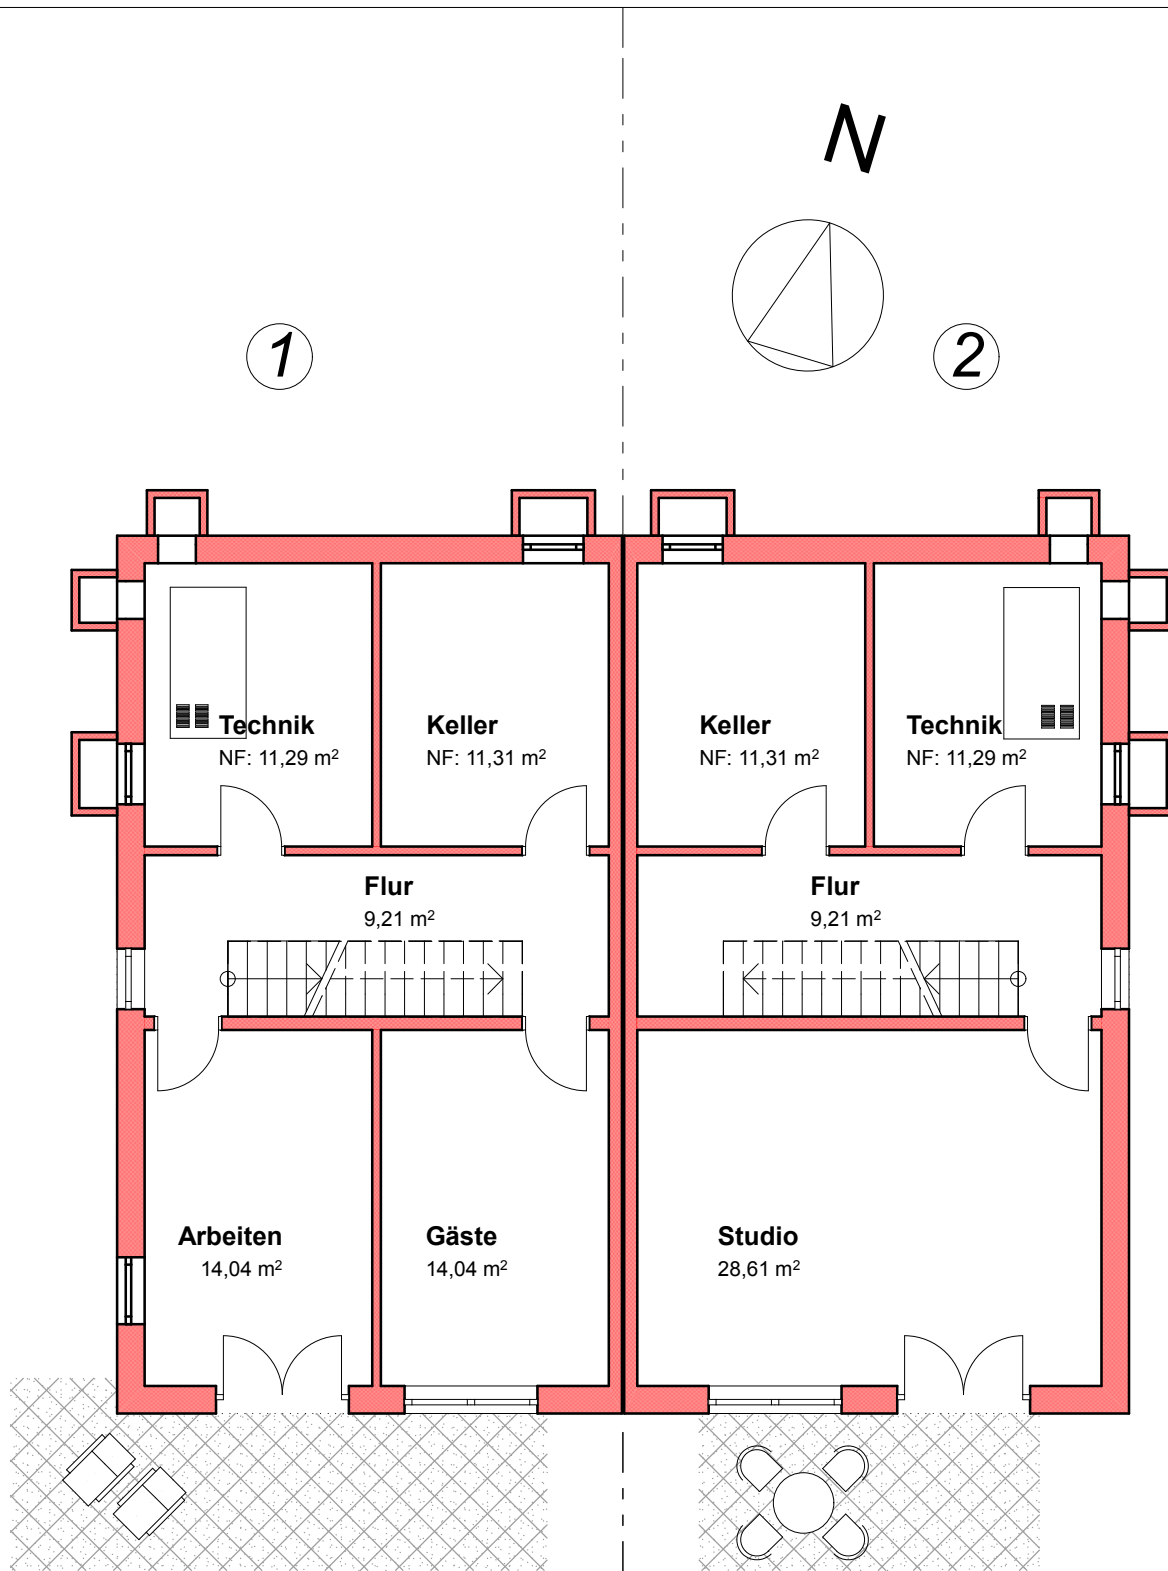 N
1
2
Technik
NF: 11,29 m²
Keller
NF: 11,31 m²
Keller
NF: 11,31 m²
Technik
NF: 11,29 m²
Flur
9,21 m²
Flur
9,21 m²
Arbeiten
14,04 m²
Gäste
14,04 m²
Studio
28,61 m²